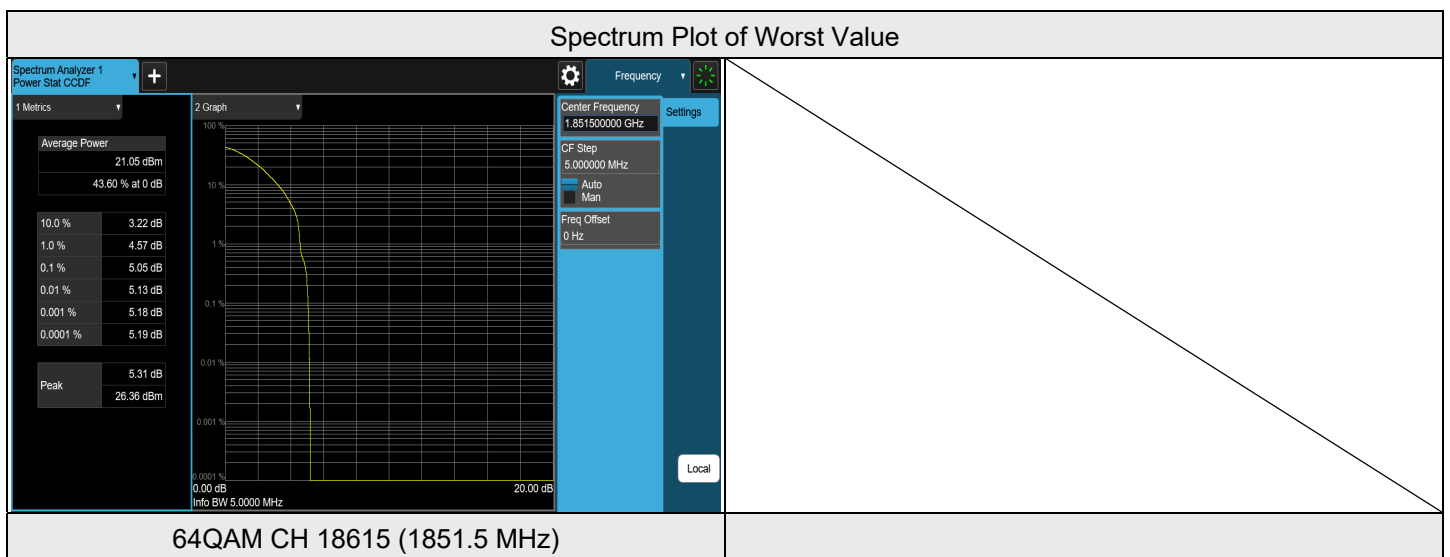 Spectrum Plot of Worst Value
Spectrum Analyzer 1
Power Stat CCDF
+
Frequency
1 Metrics
2 Graph
Center Frequency
1.851500000 GHz
Settings
Average Power
21.05 dBm
43.60 % at 0 dB
10.0 % 3.22 dB
1.0 % 4.57 dB
0.1 % 5.05 dB
0.01 % 5.13 dB
0.001 % 5.18 dB
0.0001 % 5.19 dB
Peak 5.31 dB
26.36 dBm
100 %
10 %
1 %
0.1 %
0.01 %
0.001 %
0.0001 %
0.00 dB 20.00 dB
Info BW 5.0000 MHz
CF Step
5.000000 MHz
Auto
Man
Freq Offset
0 Hz
Local
64QAM CH 18615 (1851.5 MHz)